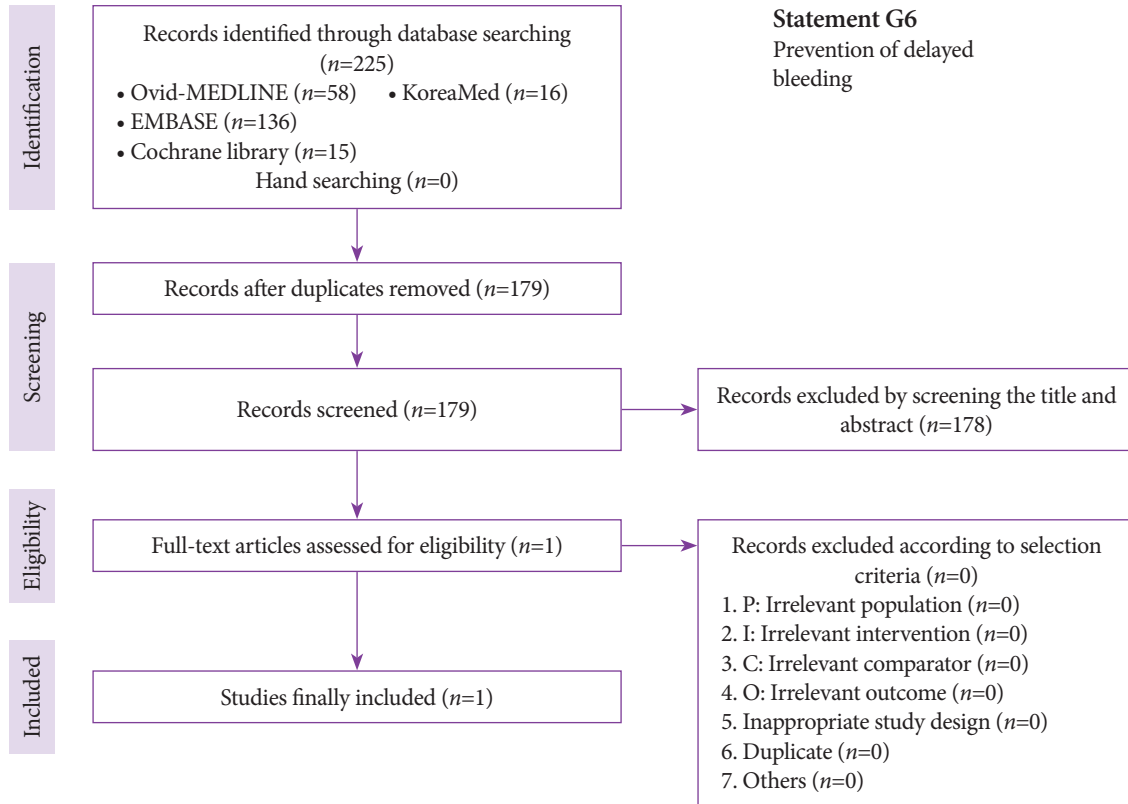 Statement G6
Prevention of delayed
bleeding
Identification
Records identified through database searching
(n=225)
• Ovid-MEDLINE (n=58) • KoreaMed (n=16)
• EMBASE (n=136)
• Cochrane library (n=15)
Hand searching (n=0)
Screening
Records after duplicates removed (n=179)
Records screened (n=179)
Records excluded by screening the title and
abstract (n=178)
Eligibility
Full-text articles assessed for eligibility (n=1)
Records excluded according to selection
criteria (n=0)
1. P: Irrelevant population (n=0)
2. I: Irrelevant intervention (n=0)
3. C: Irrelevant comparator (n=0)
4. O: Irrelevant outcome (n=0)
5. Inappropriate study design (n=0)
6. Duplicate (n=0)
7. Others (n=0)
Included
Studies finally included (n=1)